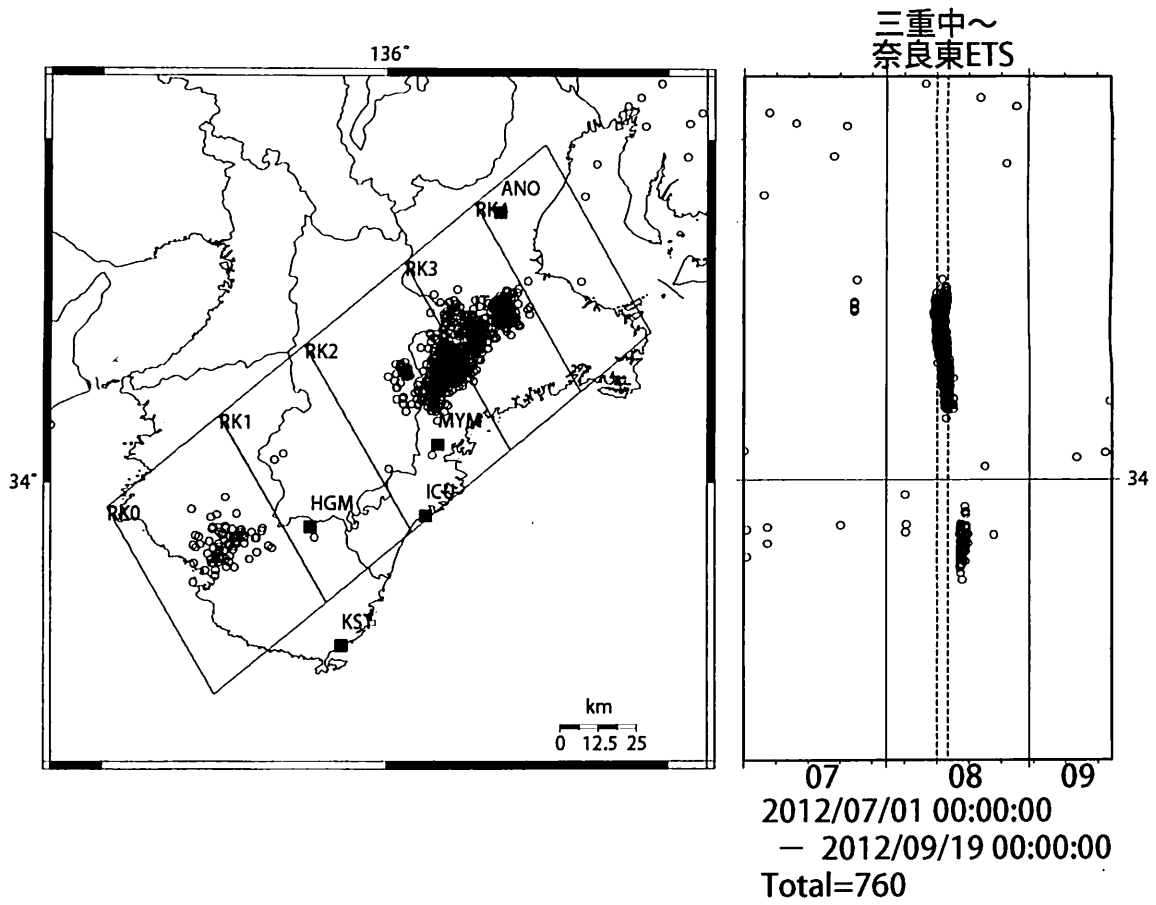 三重中～
奈良東ETS
136°
ANO
RK4
RK3
RK2
MYM
RK1
ICU
HGM
RK0
34°
34
KST
km
0 12.5 25
07 08 09
2012/07/01 00:00:00
－ 2012/09/19 00:00:00
Total=760